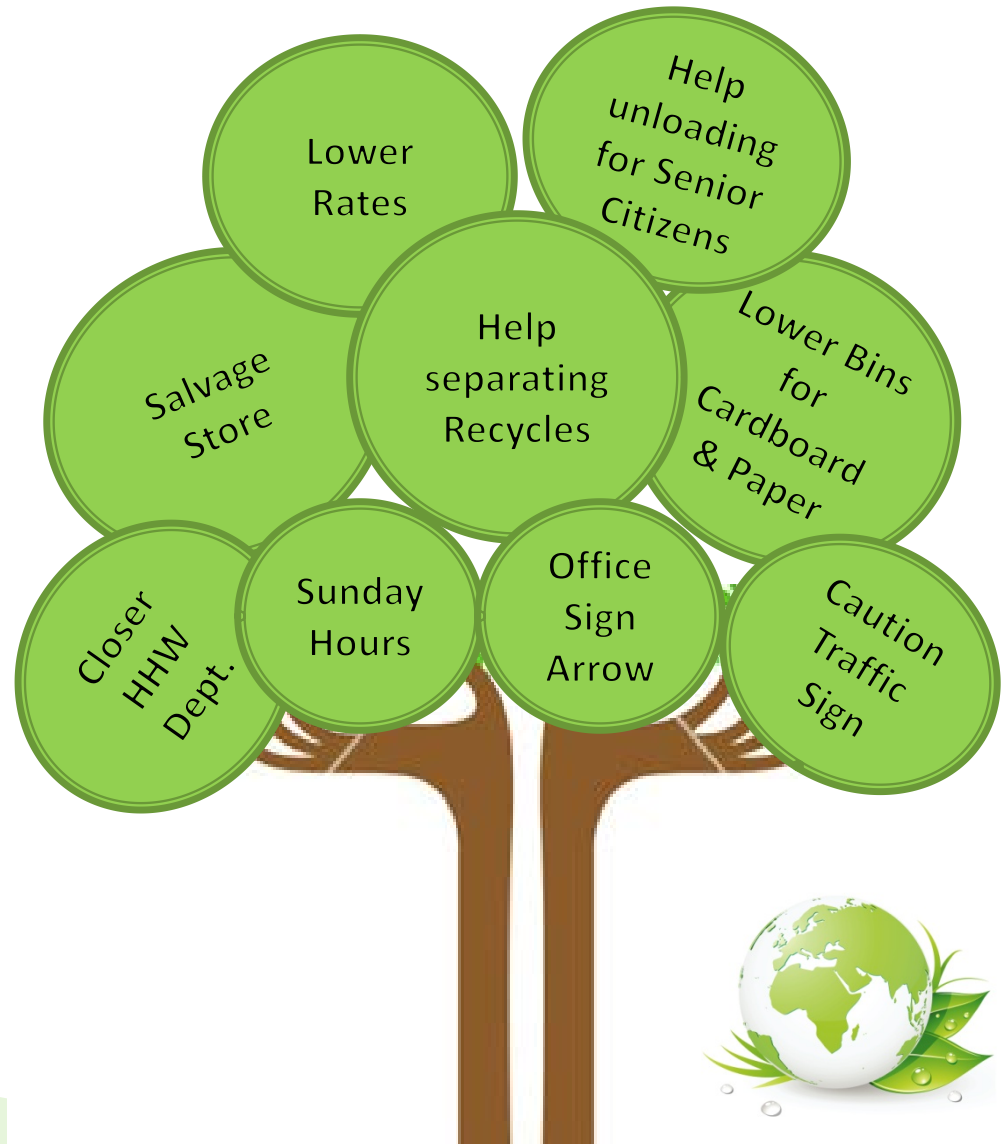 Lower
Rates
Help
unloading
for Senior
Citizens
Salvage
Store
Help
separating
Recycles
Lower Bins
for
Cardboard
& Paper
Closer
HHW
Dept.
Sunday
Hours
Office
Sign
Arrow
Caution
Traffic
Sign